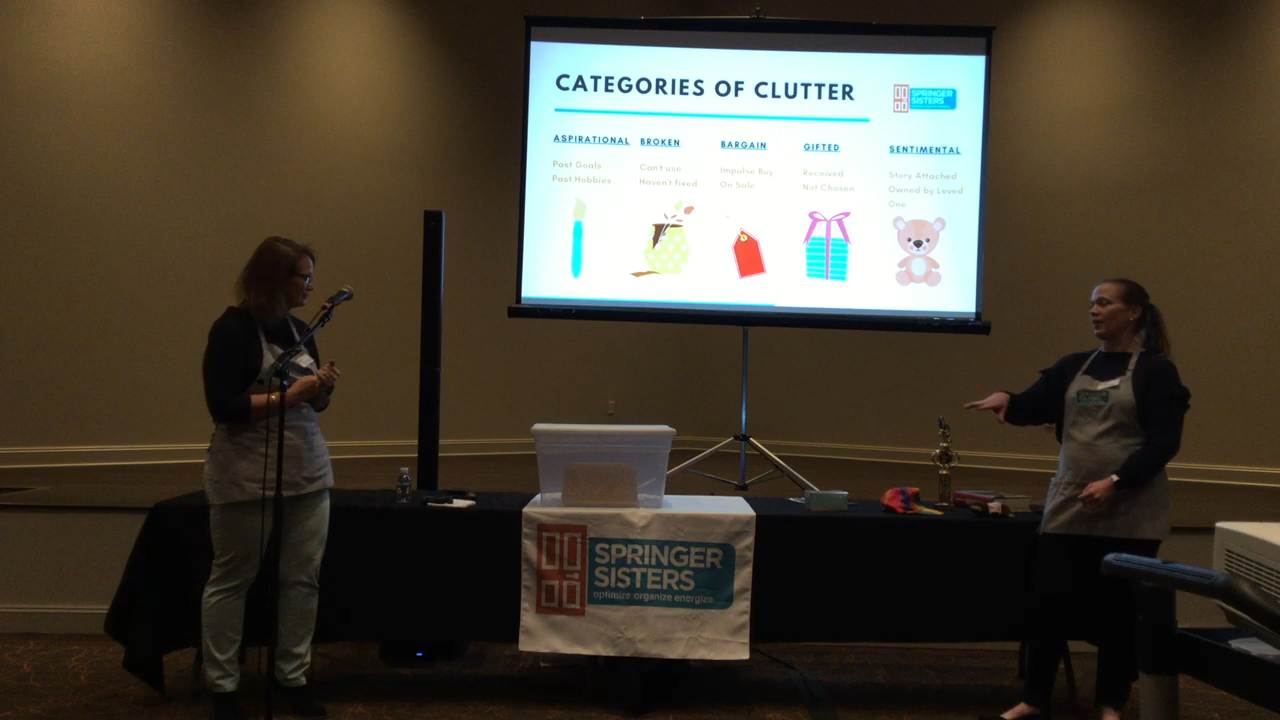 CATEGORIES OF CLUTTER
SPRINGER
SISTERS
ASPIRATIONAL
Past Goals
Past Hobbies
BROKEN
Can't use
Haven't fixed
BARGAIN
Impulse Buy
On Sale
GIFTED
Received
Not Chosen
SENTIMENTAL
Story Attached
Owned by Loved
One
SPRINGER
SISTERS
optimize organize energize